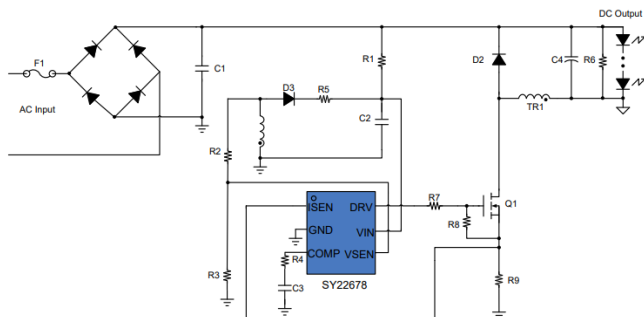 DC Output
F1
AC Input
C1
R1
D2
C4
R6
D3
R5
C2
TR1
R2
ISEN DRV
GND
VIN
COMP VSEN
R7
Q1
R8
R4
R3
C3
SY22678
R9